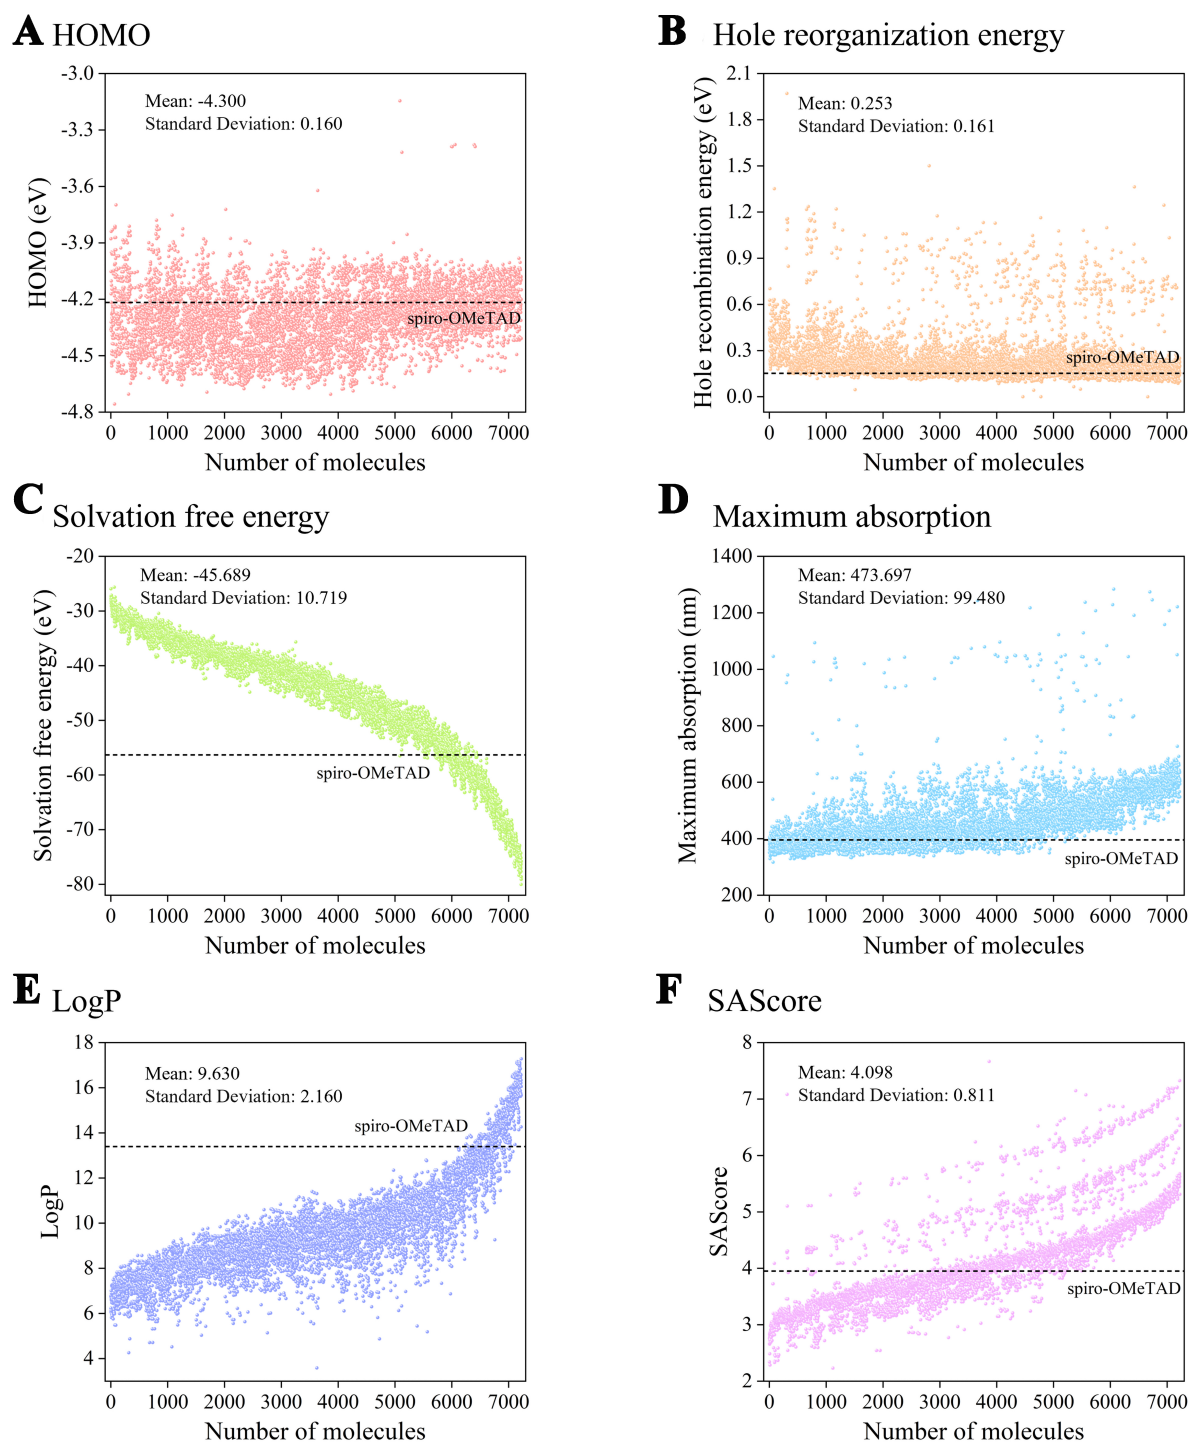 A HOMO
-3.0
-3.3
-3.6
-3.9
-4.2
-4.5
-4.8
HOMO (eV)
Mean: -4.300
Standard Deviation: 0.160
spiro-OMeTAD
0 1000 2000 3000 4000 5000 6000 7000
Number of molecules
B Hole reorganization energy
2.1
1.8
1.5
1.2
0.9
0.6
0.3
0.0
Hole recombination energy (eV)
Mean: 0.253
Standard Deviation: 0.161
spiro-OMeTAD
0 1000 2000 3000 4000 5000 6000 7000
Number of molecules
C Solvation free energy
-20
-30
-40
-50
-60
-70
-80
Solvation free energy (eV)
Mean: -45.689
Standard Deviation: 10.719
spiro-OMeTAD
0 1000 2000 3000 4000 5000 6000 7000
Number of molecules
D Maximum absorption
1400
1200
1000
800
600
400
200
Maximum absorption (nm)
Mean: 473.697
Standard Deviation: 99.480
spiro-OMeTAD
0 1000 2000 3000 4000 5000 6000 7000
Number of molecules
E LogP
18
16
14
12
10
8
6
4
LogP
Mean: 9.630
Standard Deviation: 2.160
spiro-OMeTAD
0 1000 2000 3000 4000 5000 6000 7000
Number of molecules
F SAScore
8
7
6
5
4
3
2
SAScore
Mean: 4.098
Standard Deviation: 0.811
spiro-OMeTAD
0 1000 2000 3000 4000 5000 6000 7000
Number of molecules